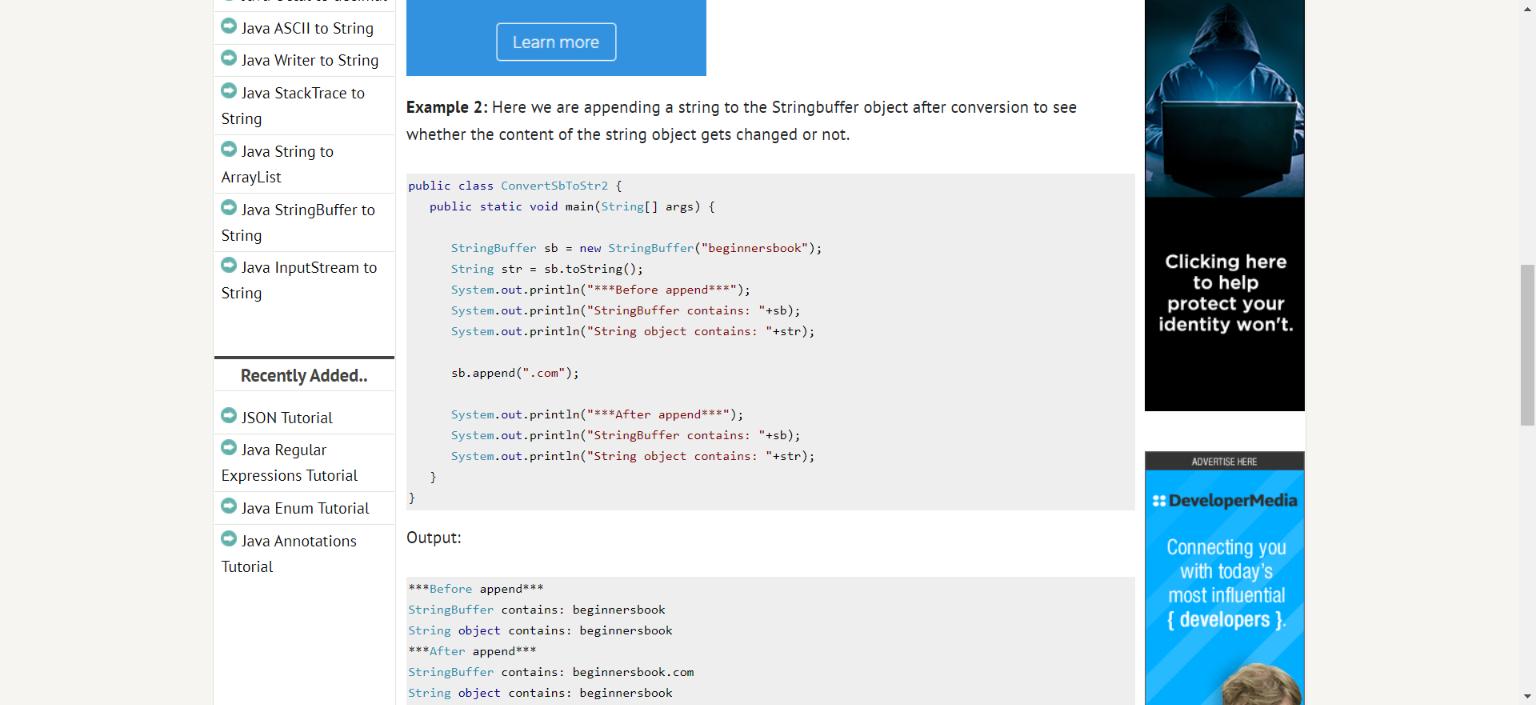 Java ASCII to String
Java Writer to String
Java StackTrace to
String
Java String to
ArrayList
Java StringBuffer to
String
Java InputStream to
String
Recently Added..
JSON Tutorial
Java Regular
Expressions Tutorial
Java Enum Tutorial
Java Annotations
Tutorial
Learn more
Example 2: Here we are appending a string to the Stringbuffer object after conversion to see
whether the content of the string object gets changed or not.
public class ConvertSbToStr2 {
public static void main(String[] args) {
StringBuffer sb = new StringBuffer("beginnersbook");
String str = sb.toString();
System.out.println("***Before append***");
System.out.println("StringBuffer contains: "+sb);
System.out.println("String object contains: "+str);
sb.append(".com");
System.out.println("***After append***");
System.out.println("StringBuffer contains: "+sb);
System.out.println("String object contains: "+str);
}
}
Output:
***Before append***
StringBuffer contains: beginnersbook
String object contains: beginnersbook
***After append***
StringBuffer contains: beginnersbook.com
String object contains: beginnersbook
Clicking here
to help
protect your
identity won't.
ADVERTISE HERE
DeveloperMedia
Connecting you
with today's
most influential
{ developers }.